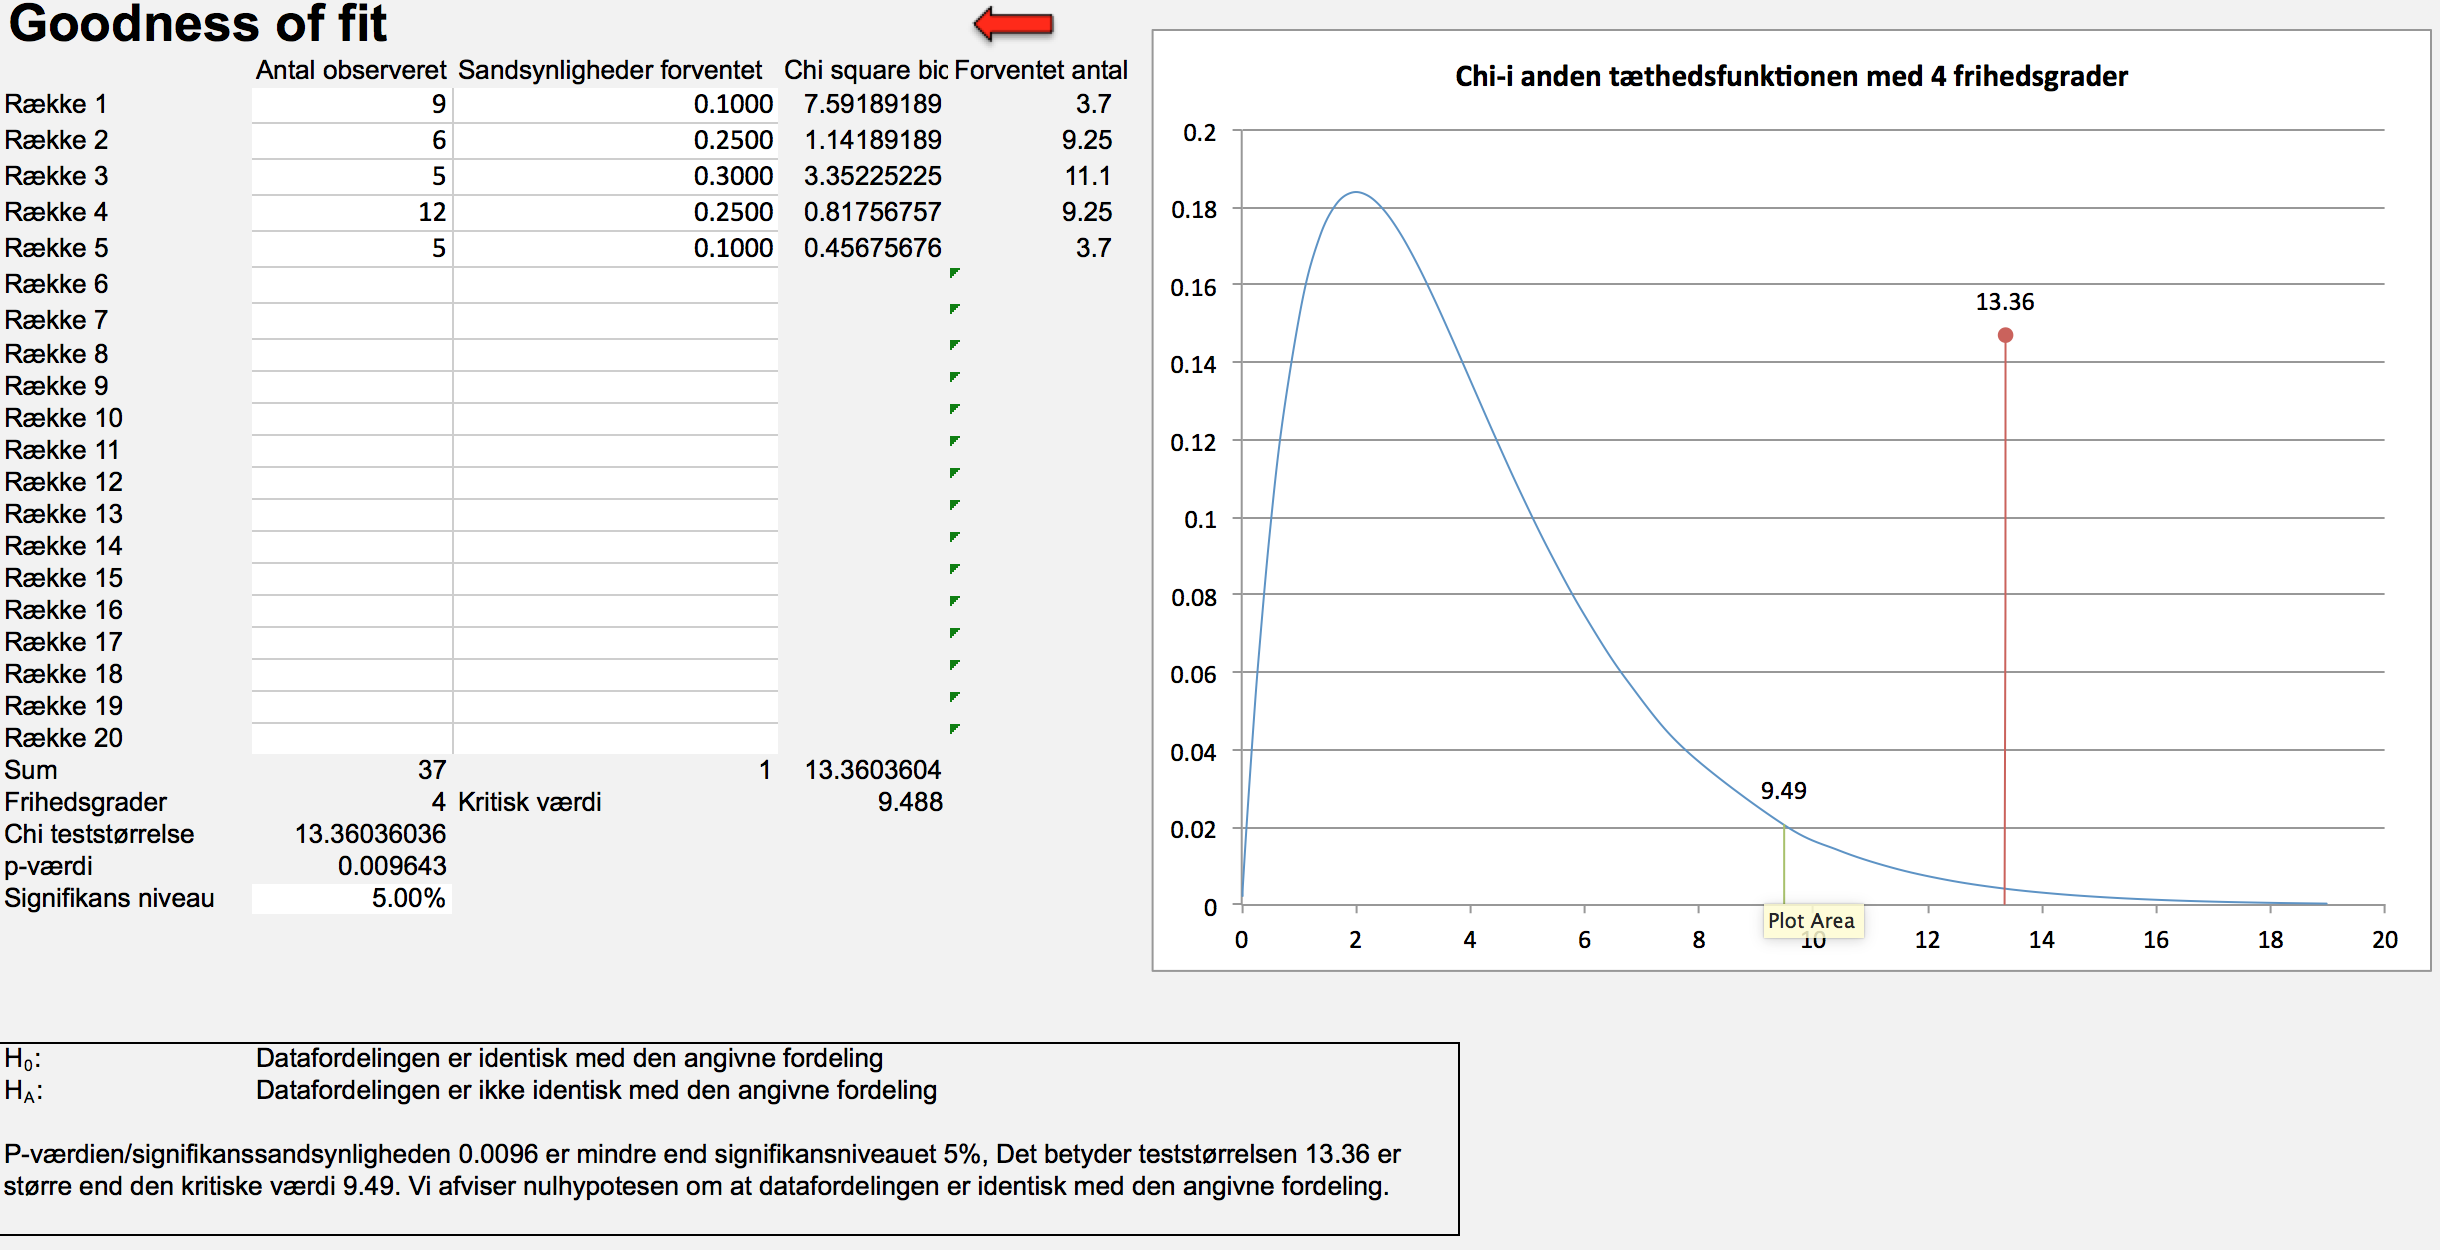 Goodness of fit
Antal observeret Sandsynligheder forventet Chi square bic Forventet antal
Række 1 9 0.1000 7.59189189 3.7
Række 2 6 0.2500 1.14189189 9.25
Række 3 5 0.3000 3.35225225 11.1
Række 4 12 0.2500 0.81756757 9.25
Række 5 5 0.1000 0.45675676 3.7
Række 6
Række 7
Række 8
Række 9
Række 10
Række 11
Række 12
Række 13
Række 14
Række 15
Række 16
Række 17
Række 18
Række 19
Række 20
Sum 37 1 13.3603604
Frihedsgrader 4 Kritisk værdi 9.488
Chi teststørrelse 13.36036036
p-værdi 0.009643
Signifikans niveau 5.00%
Chi-i anden tæthedsfunktionen med 4 frihedsgrader
0.2
0.18
0.16
0.14
0.12
0.1
0.08
0.06
0.04
0.02
0
13.36
9.49
Plot Area
0 2 4 6 8 10 12 14 16 18 20
H₀: Datafordelingen er identisk med den angivne fordeling
H_A: Datafordelingen er ikke identisk med den angivne fordeling
P-værdien/signifikanssandsynligheden 0.0096 er mindre end signifikansniveauet 5%, Det betyder teststørrelsen 13.36 er
større end den kritiske værdi 9.49. Vi afviser nulhypotesen om at datafordelingen er identisk med den angivne fordeling.